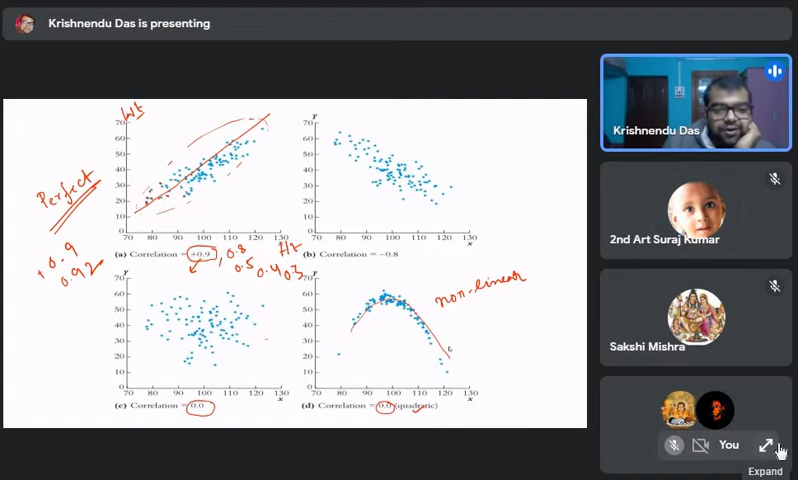 Krishnendu Das is presenting
Wt
y
70
60
50
40
30
20
10
0
70 80 90 100 110 120 130
x
(a) Correlation = +0.9
, 0.8
0.5
0.4
0.3
Ht
Perfect
+0.9
0.92
y
70
60
50
40
30
20
10
0
70 80 90 100 110 120 130
x
(b) Correlation = −0.8
y
70
60
50
40
30
20
10
0
70 80 90 100 110 120 130
x
(c) Correlation = 0.0
y
70
60
50
40
30
20
10
0
70 80 90 100 110 120 130
x
(d) Correlation = 0.0 (quadratic)
non-linear
Krishnendu Das
2nd Art Suraj Kumar
Sakshi Mishra
You
Expand